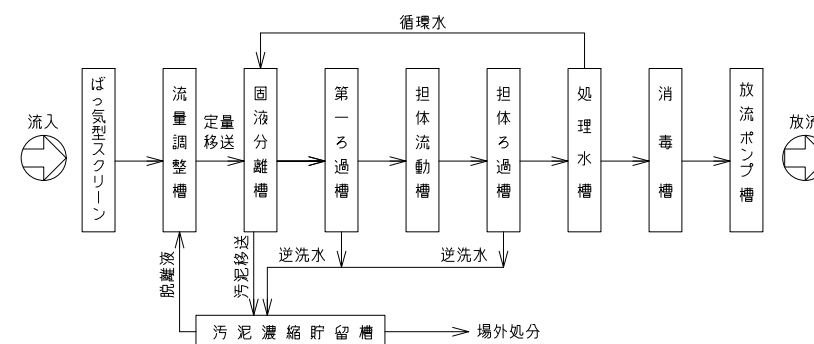 循環水
流入
ばっ気型スクリーン
流量調整槽
定量
移送
固液分離槽
第一ろ過槽
担体流動槽
担体ろ過槽
処理水槽
消毒槽
放流ポンプ槽
放流
脱離液
汚泥移送
逆洗水
逆洗水
汚泥濃縮貯留槽
場外処分